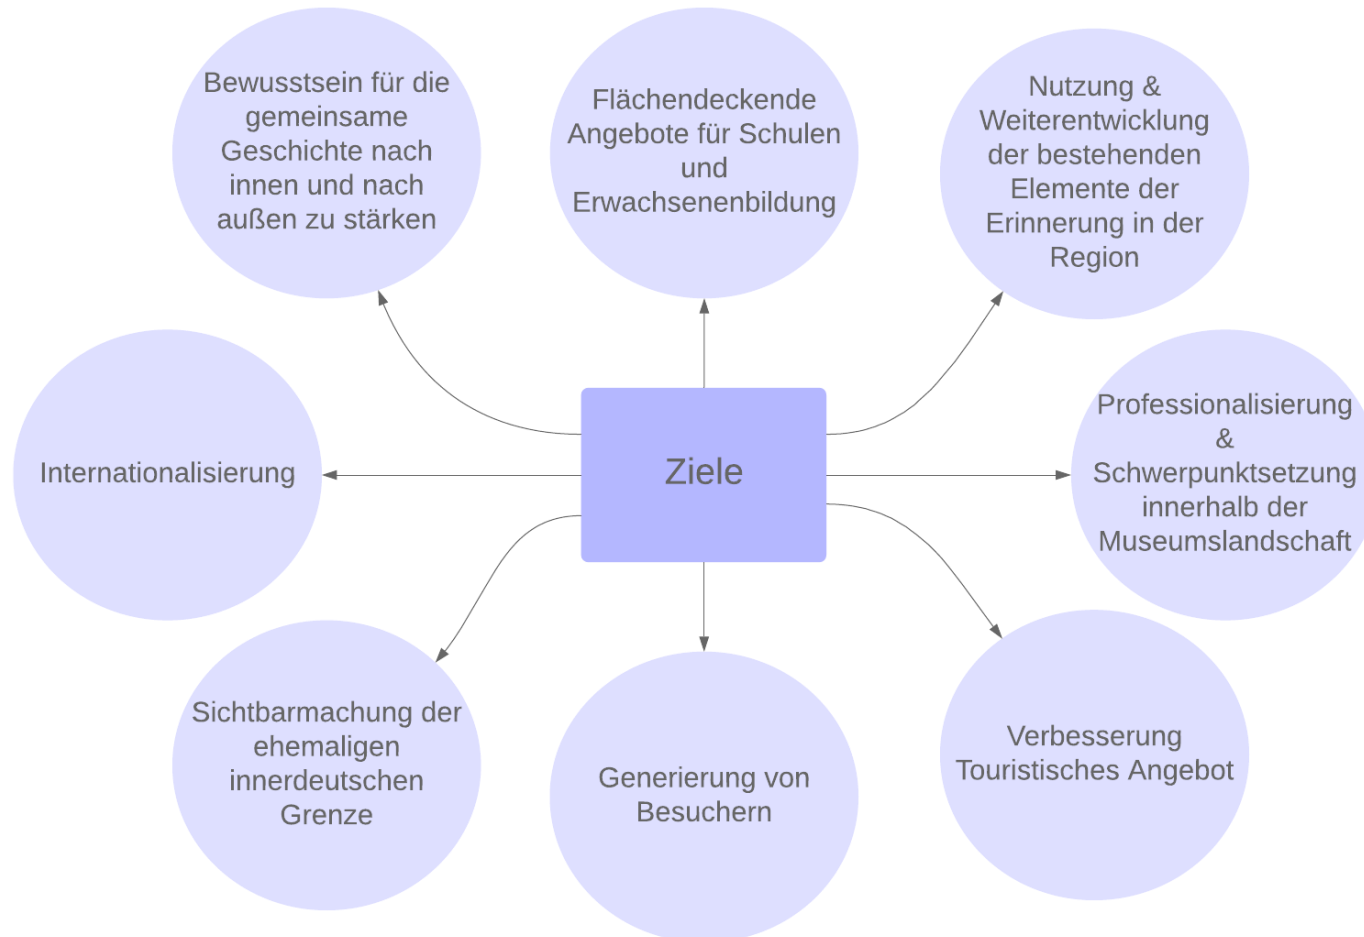 Bewusstsein für die
gemeinsame
Geschichte nach
innen und nach
außen zu stärken
Flächendeckende
Angebote für Schulen
und
Erwachsenenbildung
Nutzung &
Weiterentwicklung
der bestehenden
Elemente der
Erinnerung in der
Region
Internationalisierung
Ziele
Professionalisierung
&
Schwerpunktsetzung
innerhalb der
Museumslandschaft
Sichtbarmachung der
ehemaligen
innerdeutschen
Grenze
Generierung von
Besuchern
Verbesserung
Touristisches Angebot